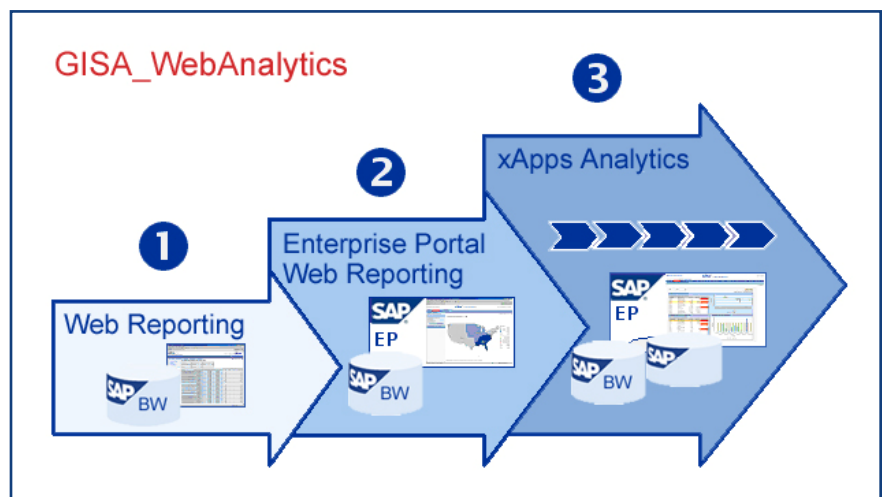 GISA_WebAnalytics
1
Web Reporting
SAP
BW
2
Enterprise Portal
Web Reporting
SAP
EP
SAP
BW
3
xApps Analytics
SAP
EP
SAP
BW
SAP